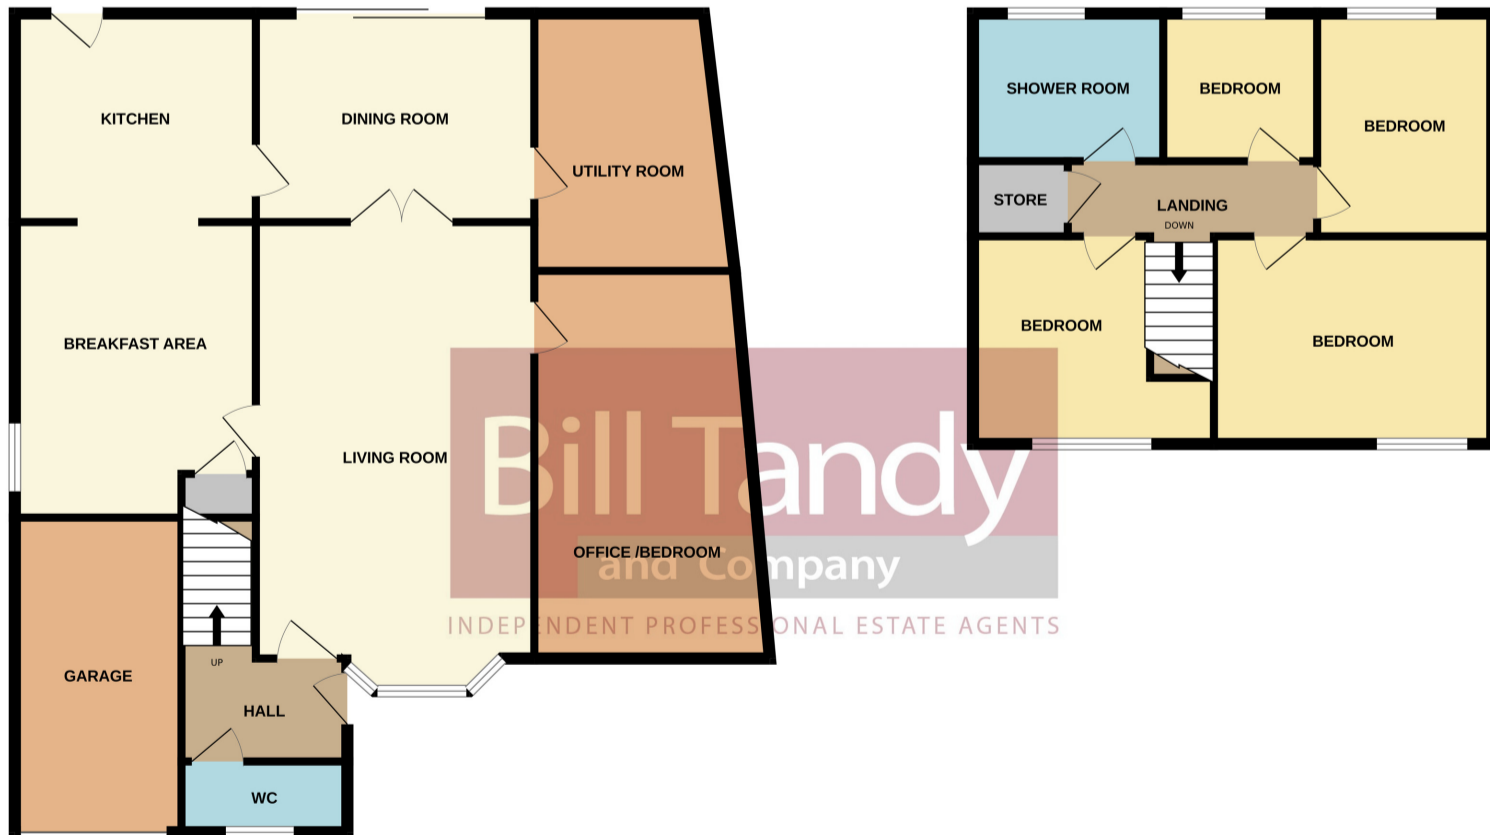 KITCHEN
DINING ROOM
UTILITY ROOM
BREAKFAST AREA
LIVING ROOM
OFFICE /BEDROOM
GARAGE
UP
HALL
WC
SHOWER ROOM
BEDROOM
BEDROOM
STORE
LANDING
DOWN
BEDROOM
BEDROOM
Bill Tandy
and Company
INDEPENDENT PROFESSIONAL ESTATE AGENTS